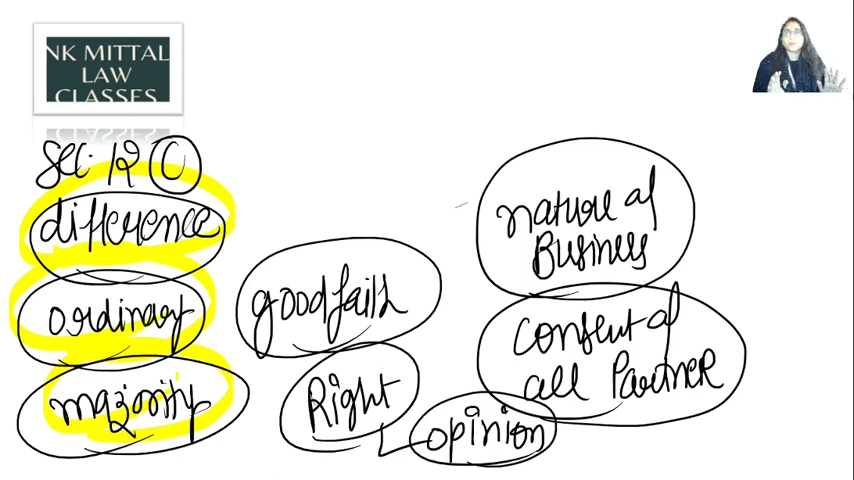 NK MITTAL
LAW
CLASSES
Sec. 12 C
difference
ordinary
majority
good faith
Right
opinion
nature of
Business
Consent of
all Partner